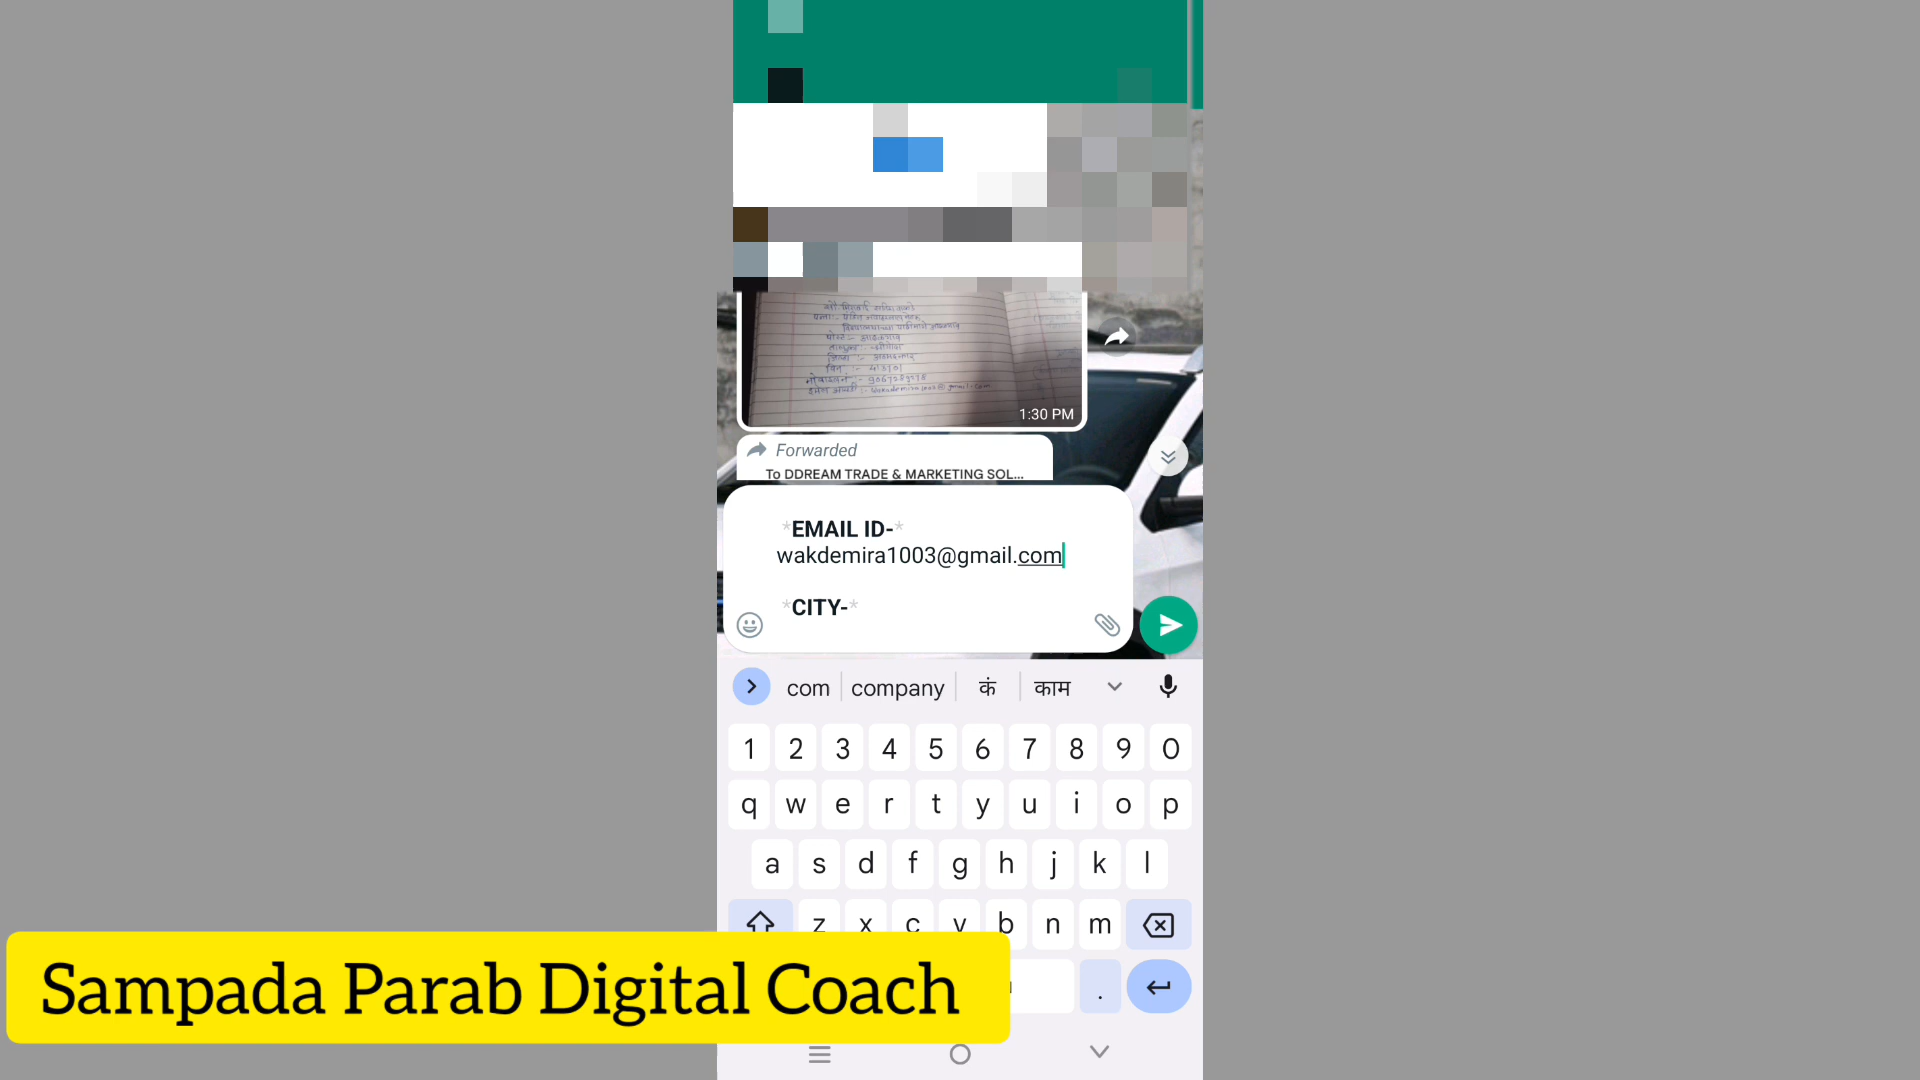 पोस्ट:-
तालुका :-
जिल्हा :-
पिन :-
1:30 PM
Forwarded
To DDREAM TRADE & MARKETING SOL...
*EMAIL ID-*
wakdemira1003@gmail.com
*CITY-*
com company कं काम
1 2 3 4 5 6 7 8 9 0
q w e r t y u i o p
a s d f g h j k l
z x c v b n m
.
Sampada Parab Digital Coach